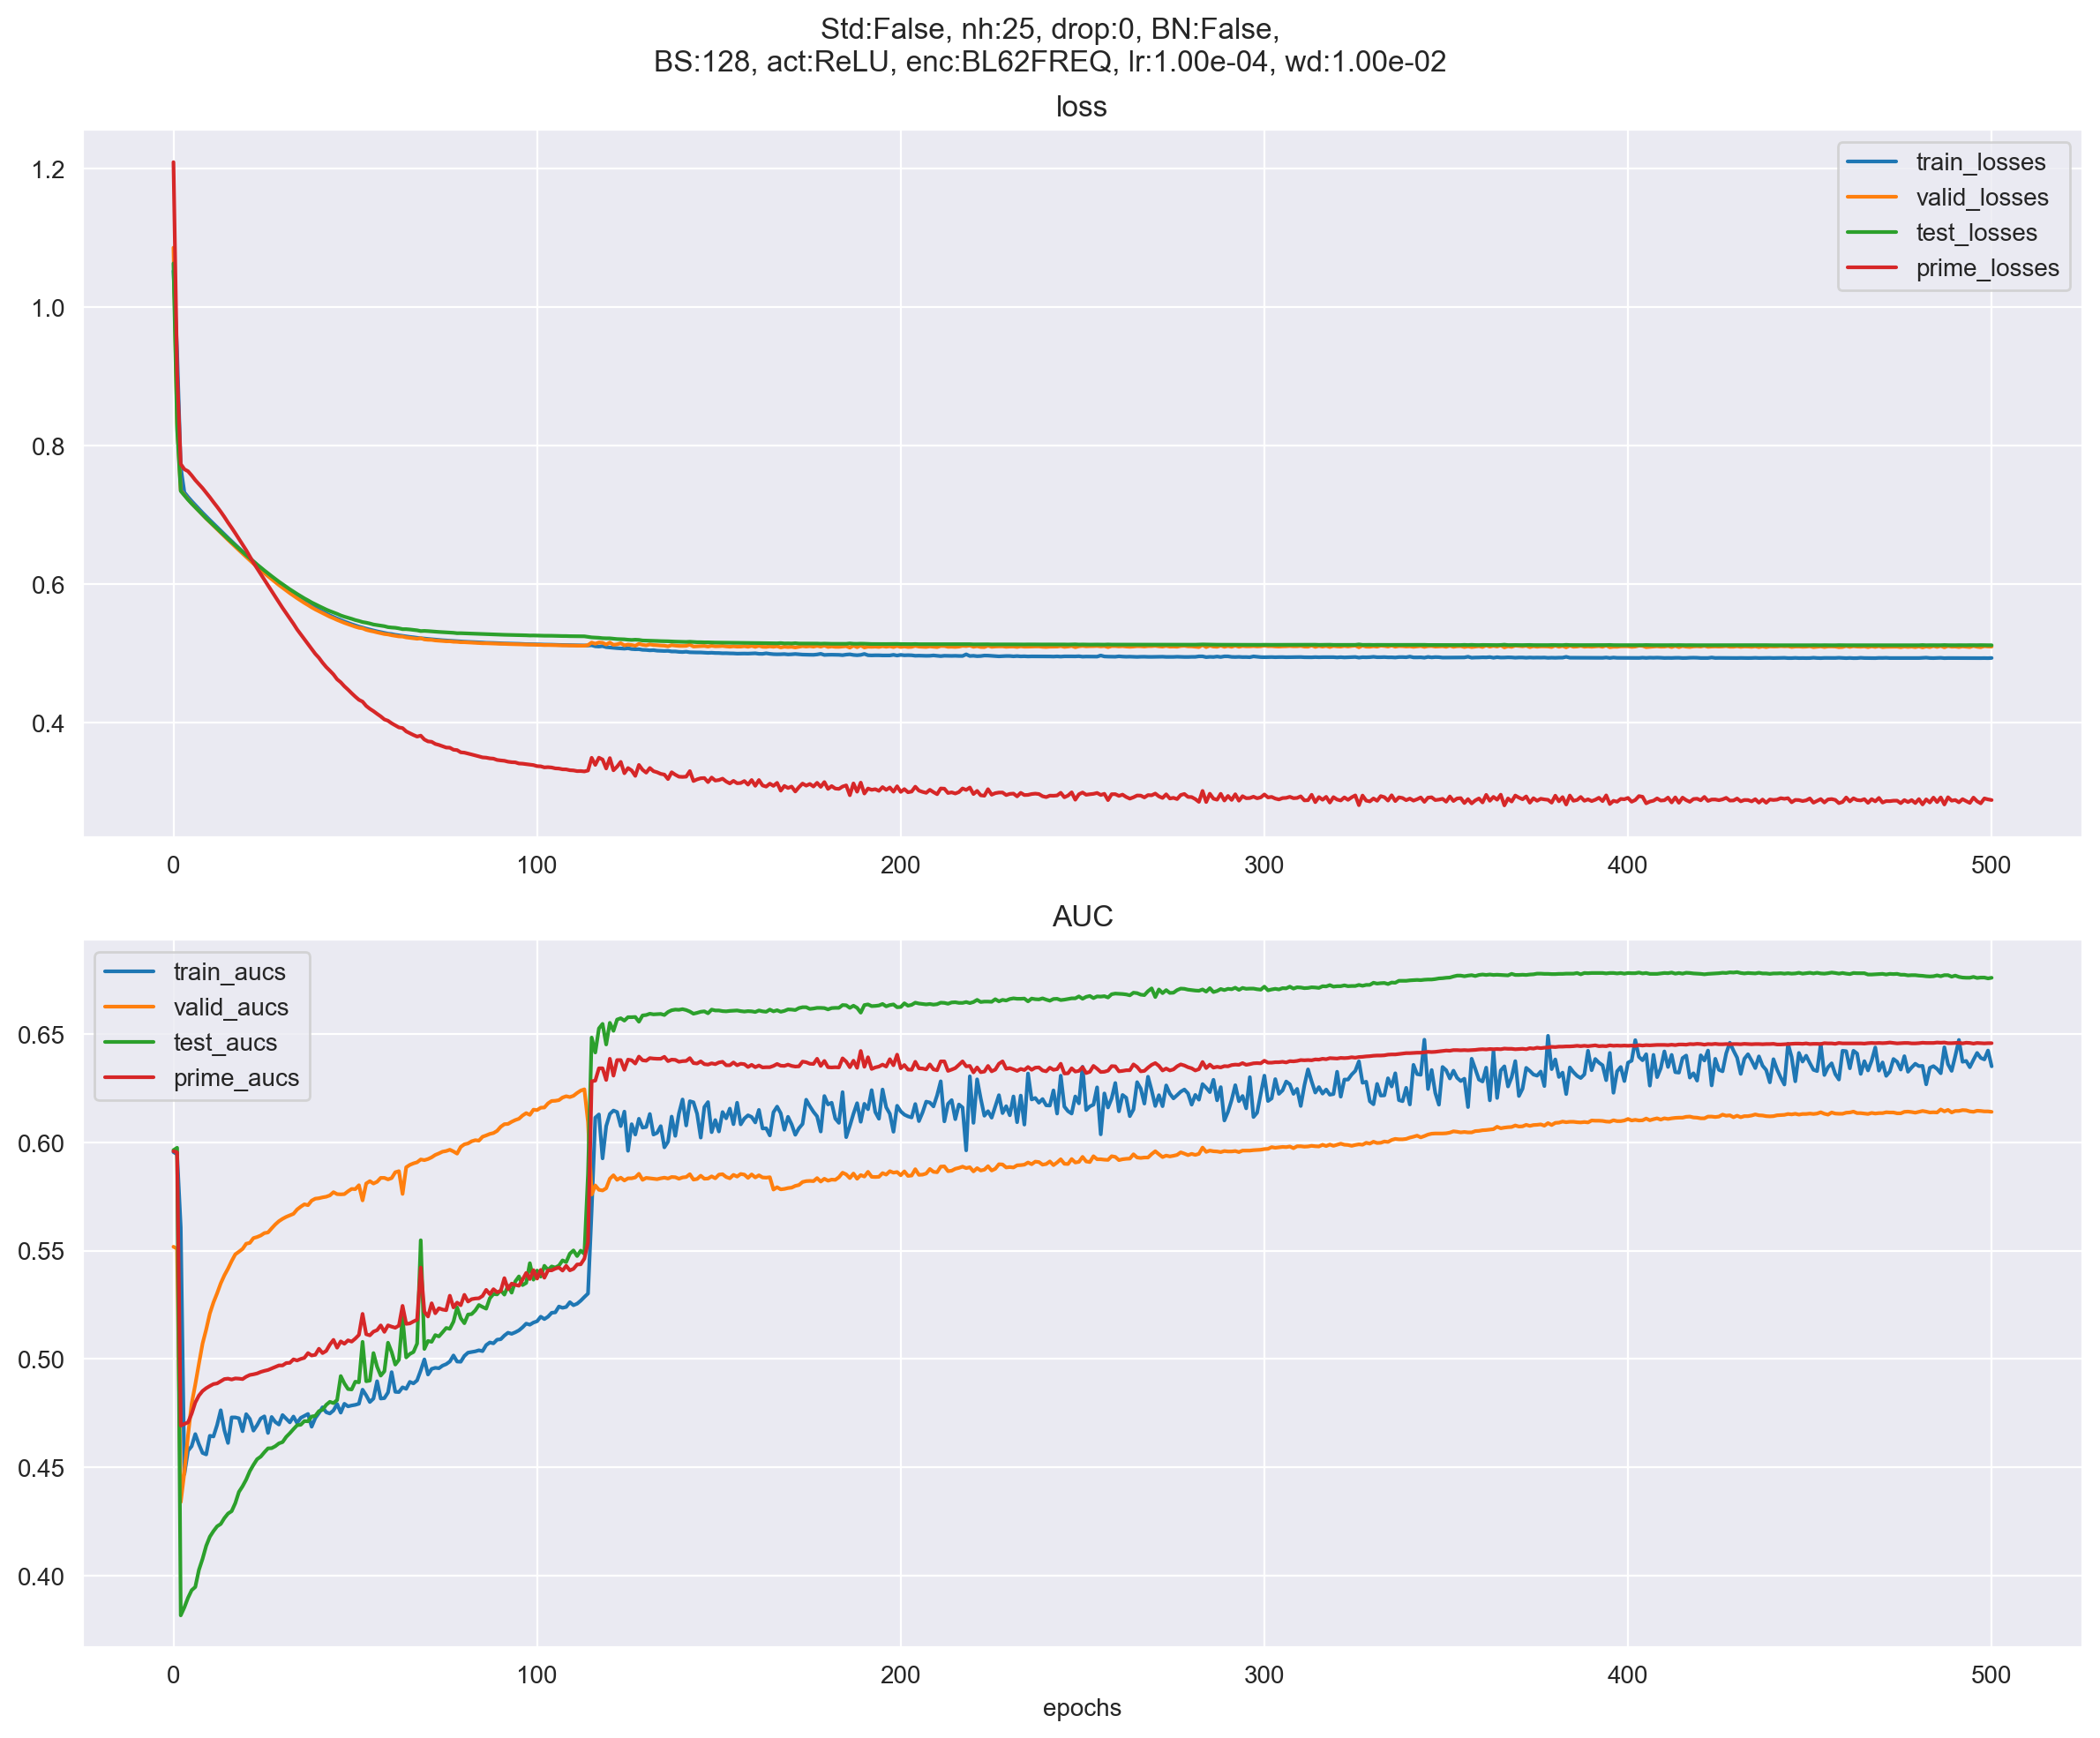 Std:False, nh:25, drop:0, BN:False,
BS:128, act:ReLU, enc:BL62FREQ, lr:1.00e-04, wd:1.00e-02
loss
1.2
1.0
0.8
0.6
0.4
train_losses
valid_losses
test_losses
prime_losses
0 100 200 300 400 500
AUC
train_aucs
valid_aucs
test_aucs
prime_aucs
0.65
0.60
0.55
0.50
0.45
0.40
0 100 200 300 400 500
epochs